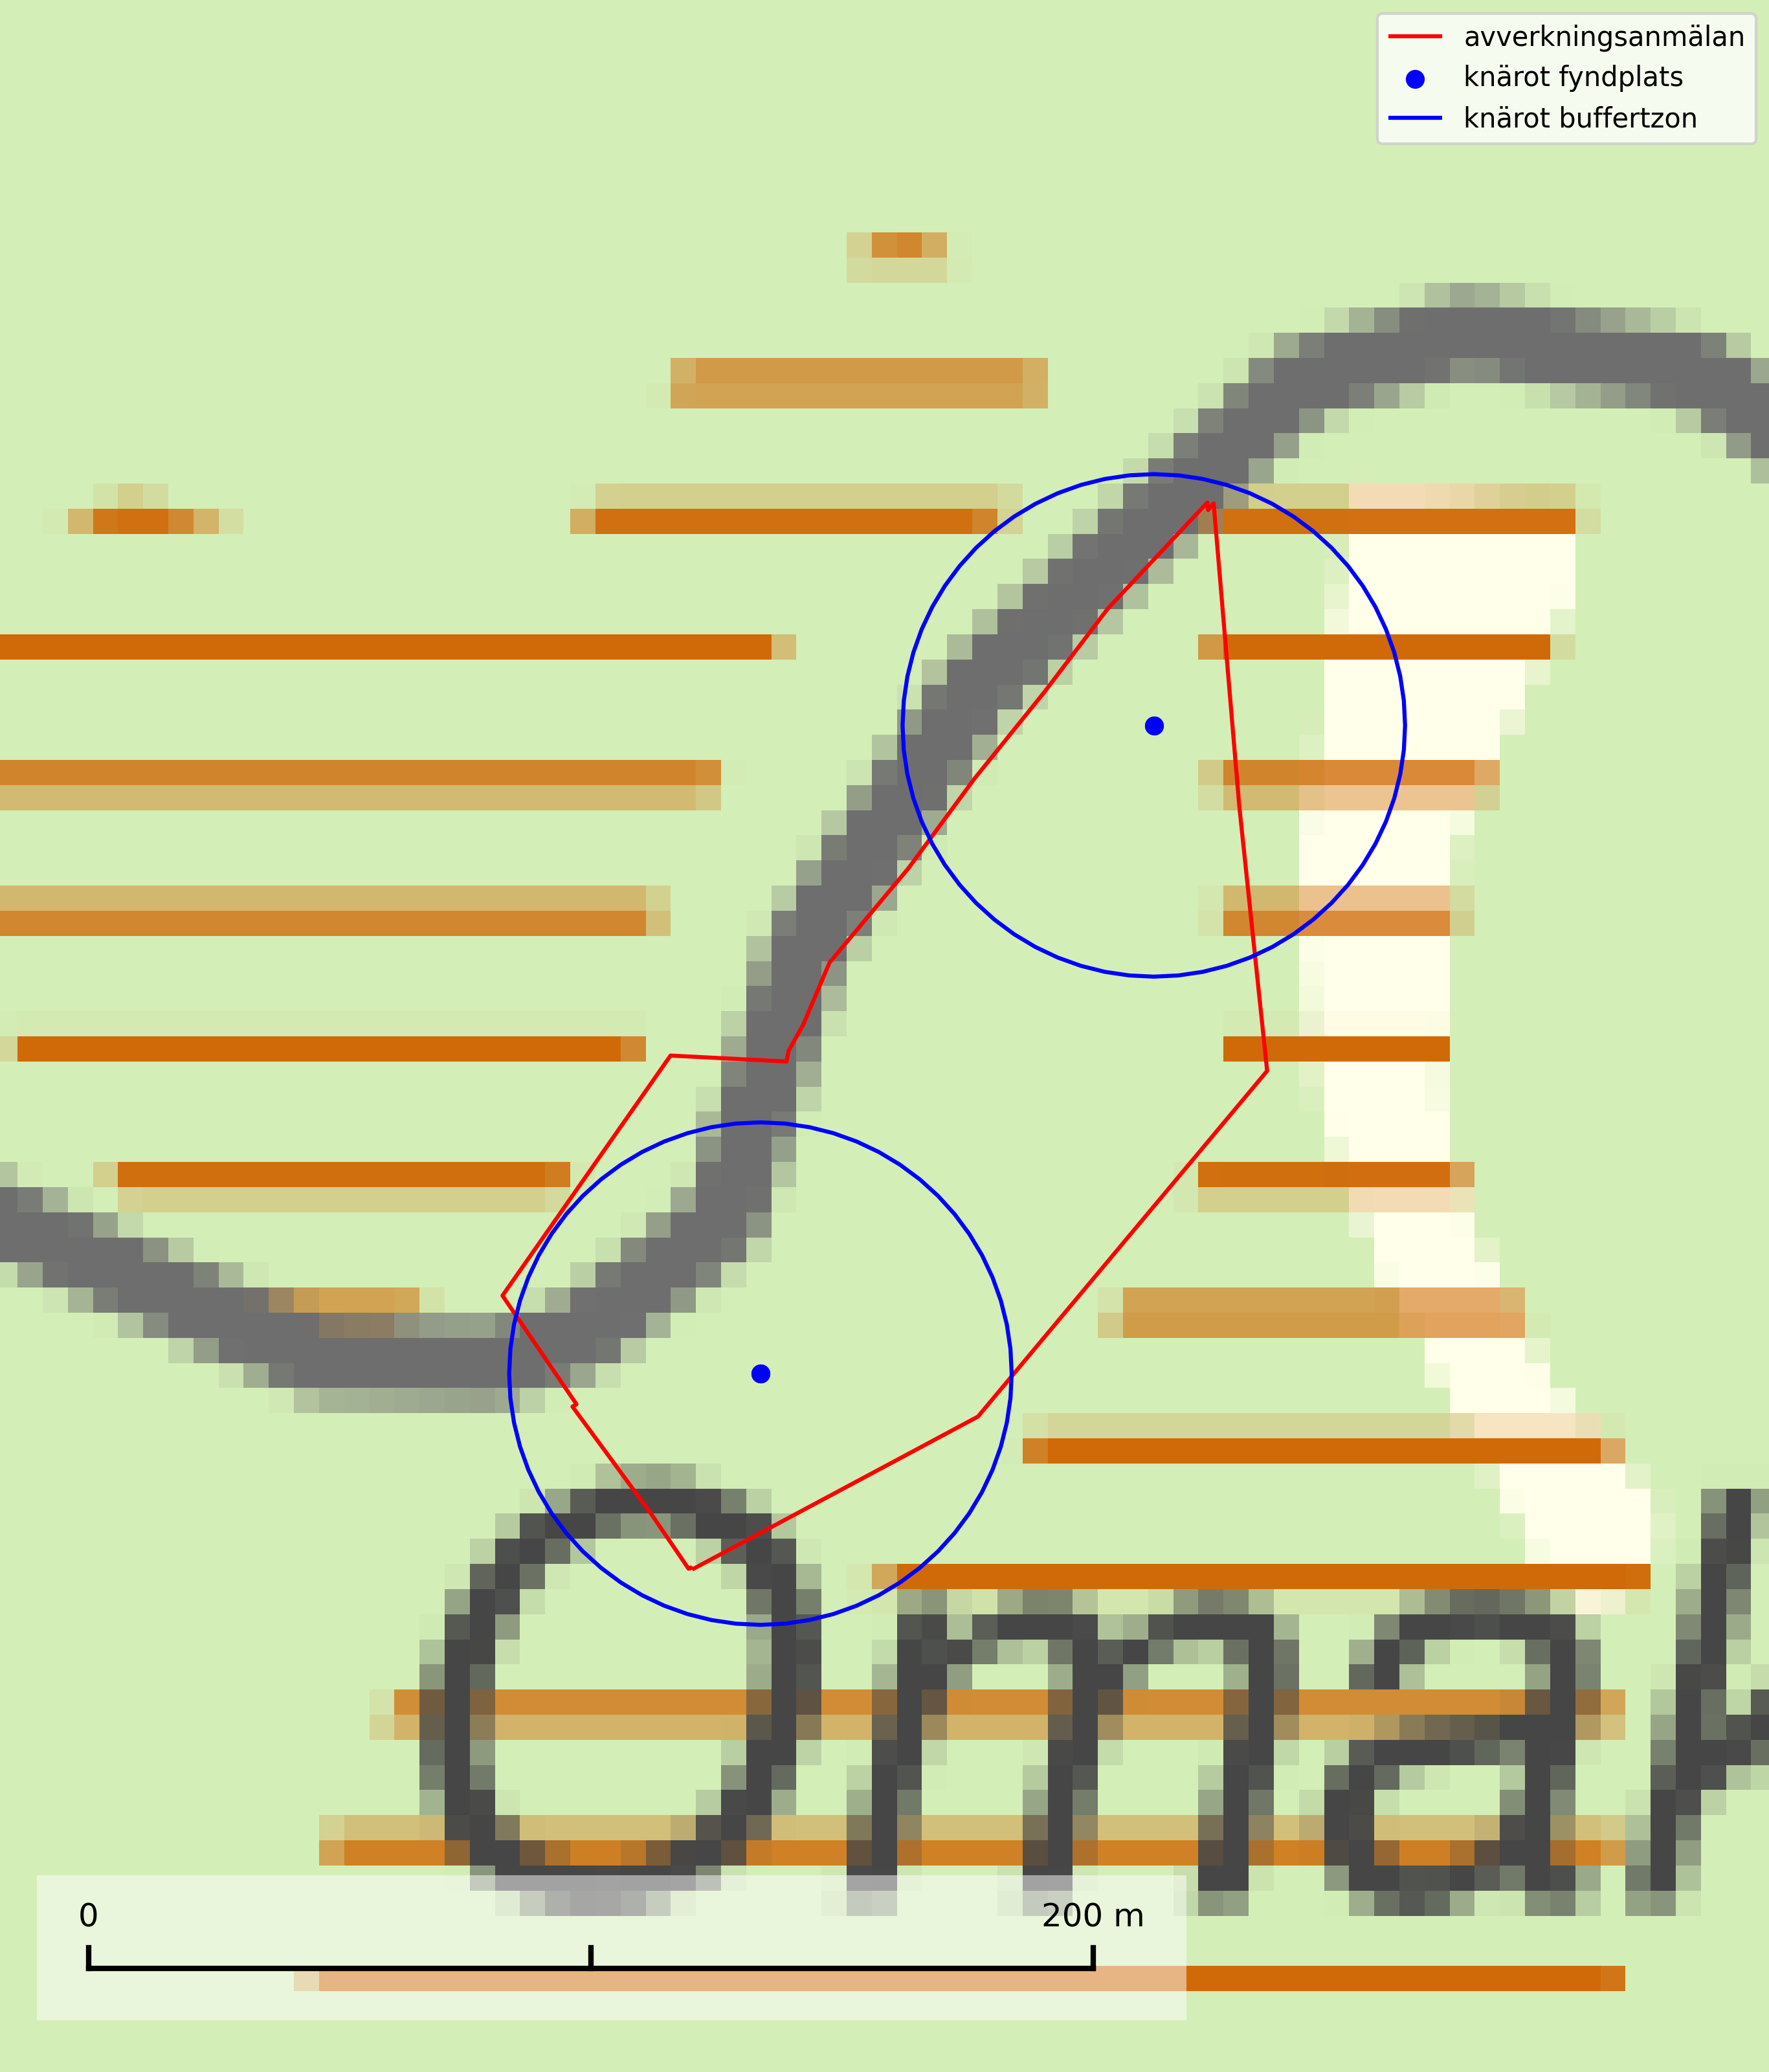 avverkningsanmälan
knärot fyndplats
knärot buffertzon
0 200 m